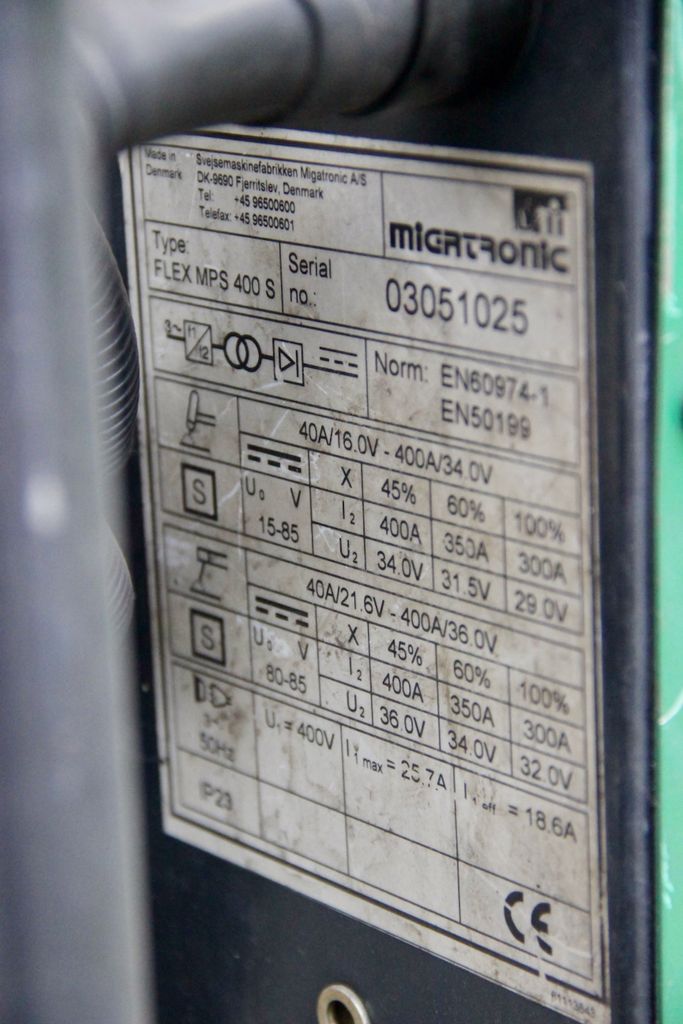 Made in
Denmark
Svejsemaskinefabrikken Migatronic A/S
DK-9690 Fjerritslev, Denmark
Tel: +45 96500600
Telefax: +45 96500601
MIGATRONIC
Type:
FLEX MPS 400 S
Serial
no.:
03051025
3~
f1
f2
Norm: EN60974-1
EN50199
40A/16.0V - 400A/34.0V
X 45% 60% 100%
S
U₀ V
15-85
I₂ 400A 350A 300A
U₂ 34.0V 31.5V 29.0V
40A/21.6V - 400A/36.0V
X 45% 60% 100%
S
U₀ V
80-85
I₂ 400A 350A 300A
U₂ 36.0V 34.0V 32.0V
3~
50Hz
U₁ = 400V
I₁ max = 25.7A
I₁ eff = 18.6A
IP23
CE